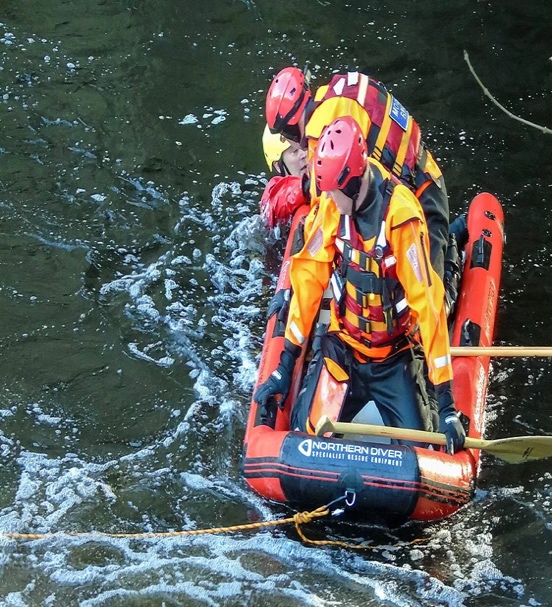 NORTHERN DIVER
SPECIALIST RESCUE EQUIPMENT